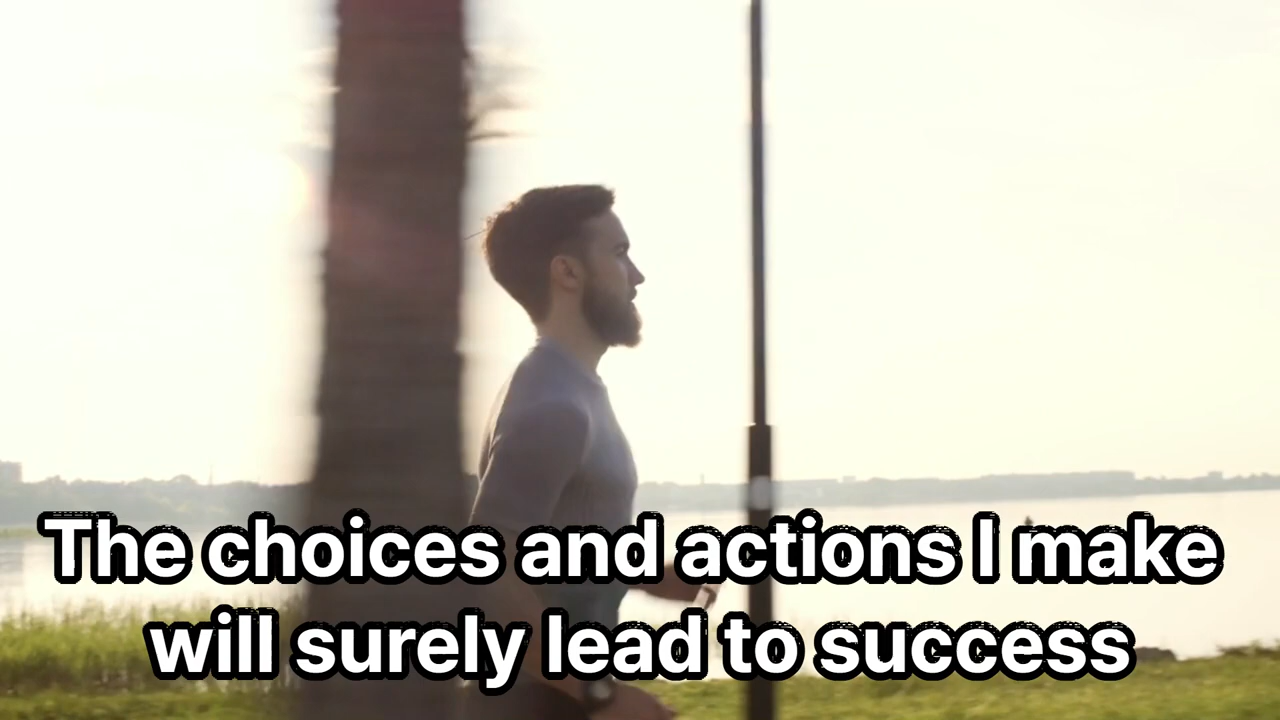 The choices and actions I make
will surely lead to success